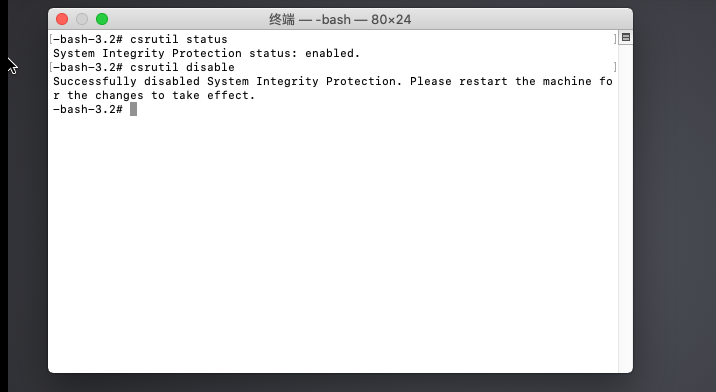 终端 — -bash — 80×24
[-bash-3.2# csrutil status ]
System Integrity Protection status: enabled.
[-bash-3.2# csrutil disable ]
Successfully disabled System Integrity Protection. Please restart the machine fo
r the changes to take effect.
-bash-3.2#